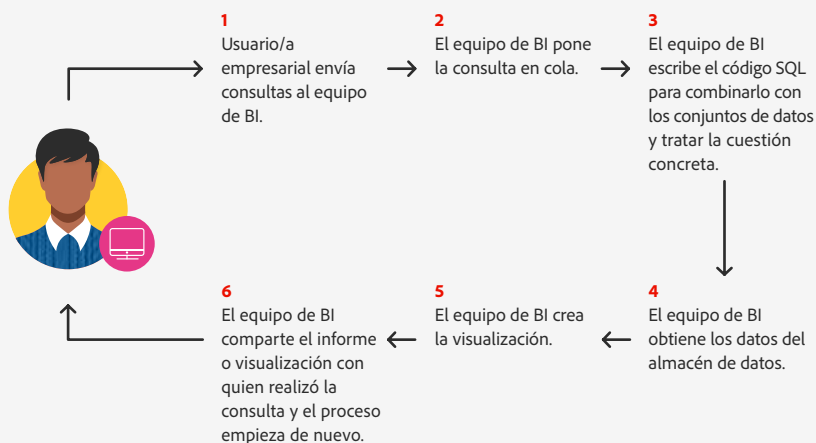 1
Usuario/a
empresarial envía
consultas al equipo
de BI.
2
El equipo de BI pone
la consulta en cola.
3
El equipo de BI
escribe el código SQL
para combinarlo con
los conjuntos de datos
y tratar la cuestión
concreta.
4
El equipo de BI
obtiene los datos del
almacén de datos.
5
El equipo de BI crea
la visualización.
6
El equipo de BI
comparte el informe
o visualización con
quien realizó la
consulta y el proceso
empieza de nuevo.